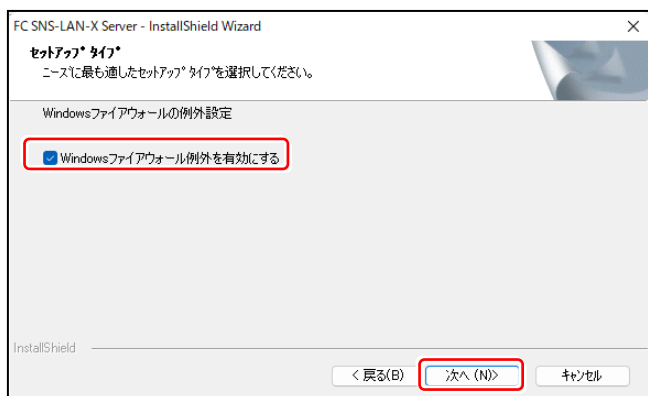 FC SNS-LAN-X Server - InstallShield Wizard
セットアップ タイプ
ニーズに最も適したセットアップ タイプを選択してください。
Windowsファイアウォールの例外設定
Windowsファイアウォール例外を有効にする
InstallShield
< 戻る(B)
次へ (N)>
キャンセル